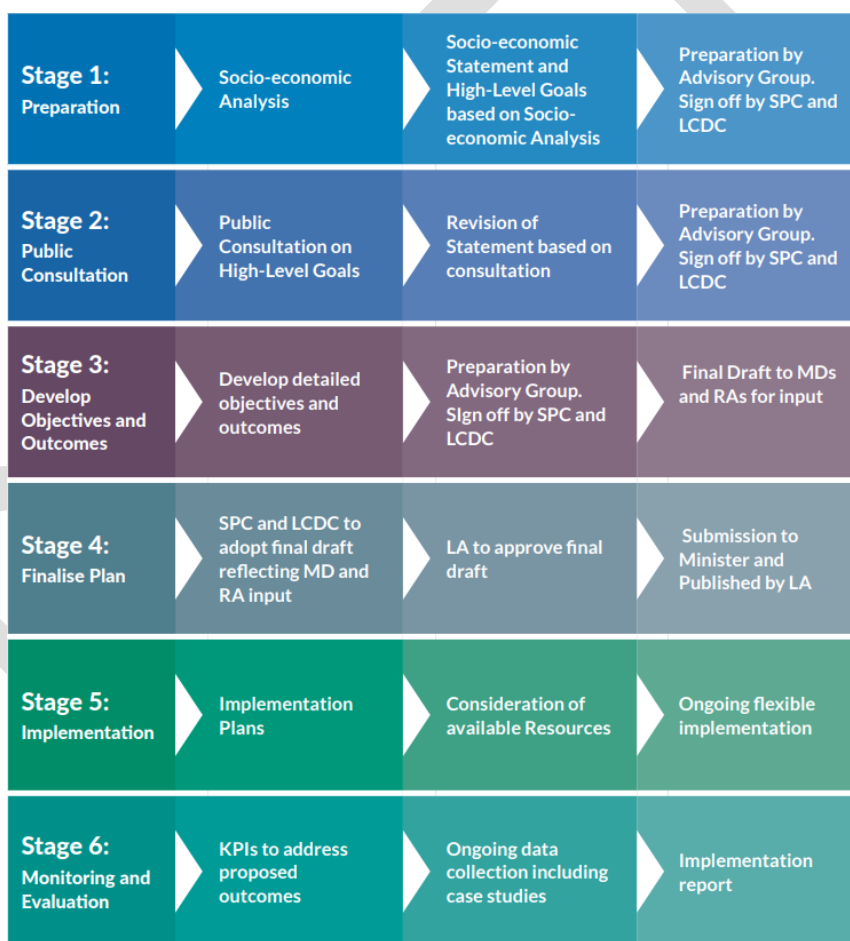 Stage 1:
Preparation
Socio-economic
Analysis
Socio-economic
Statement and
High-Level Goals
based on Socio-
economic Analysis
Preparation by
Advisory Group.
Sign off by SPC and
LCDC
Stage 2:
Public
Consultation
Public
Consultation on
High-Level Goals
Revision of
Statement based on
consultation
Preparation by
Advisory Group.
Sign off by SPC and
LCDC
Stage 3:
Develop
Objectives and
Outcomes
Develop detailed
objectives and
outcomes
Preparation by
Advisory Group.
SIgn off by SPC and
LCDC
Final Draft to MDs
and RAs for input
Stage 4:
Finalise Plan
SPC and LCDC to
adopt final draft
reflecting MD and
RA input
LA to approve final
draft
Submission to
Minister and
Published by LA
Stage 5:
Implementation
Implementation
Plans
Consideration of
available Resources
Ongoing flexible
implementation
Stage 6:
Monitoring and
Evaluation
KPIs to address
proposed
outcomes
Ongoing data
collection including
case studies
Implementation
report